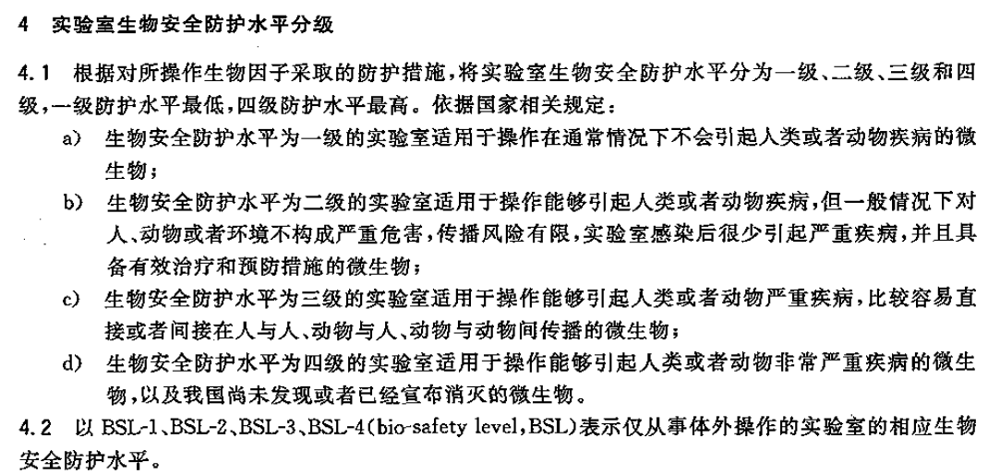 4 实验室生物安全防护水平分级
4.1 根据对所操作生物因子采取的防护措施,将实验室生物安全防护水平分为一级、二级、三级和四
级,一级防护水平最低,四级防护水平最高。依据国家相关规定:
a) 生物安全防护水平为一级的实验室适用于操作在通常情况下不会引起人类或者动物疾病的微
生物;
b) 生物安全防护水平为二级的实验室适用于操作能够引起人类或者动物疾病,但一般情况下对
人、动物或者环境不构成严重危害,传播风险有限,实验室感染后很少引起严重疾病,并且具
备有效治疗和预防措施的微生物;
c) 生物安全防护水平为三级的实验室适用于操作能够引起人类或者动物严重疾病,比较容易直
接或者间接在人与人、动物与人、动物与动物间传播的微生物;
d) 生物安全防护水平为四级的实验室适用于操作能够引起人类或者动物非常严重疾病的微生
物,以及我国尚未发现或者已经宣布消灭的微生物。
4.2 以 BSL-1、BSL-2、BSL-3、BSL-4(bio-safety level,BSL)表示仅从事体外操作的实验室的相应生物
安全防护水平。